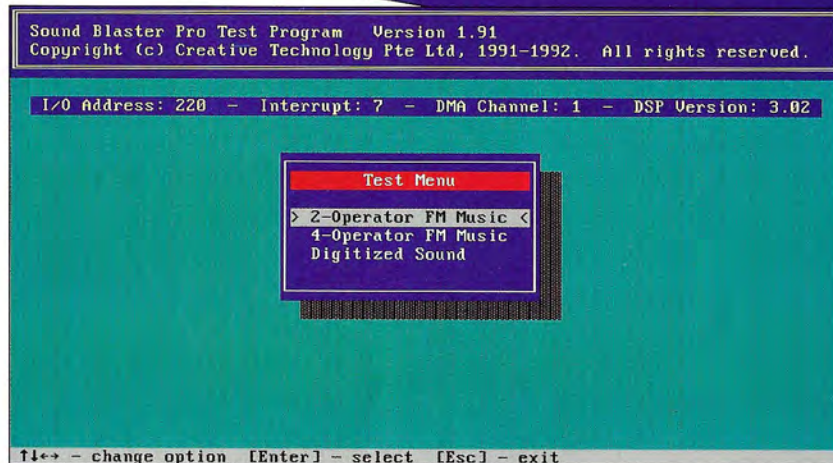 Sound Blaster Pro Test Program Version 1.91
Copyright (c) Creative Technology Pte Ltd, 1991-1992. All rights reserved.
I/O Address: 220 - Interrupt: 7 - DMA Channel: 1 - DSP Version: 3.02
Test Menu
> 2-Operator FM Music <
4-Operator FM Music
Digitized Sound
↑↓←→ - change option [Enter] - select [Esc] - exit